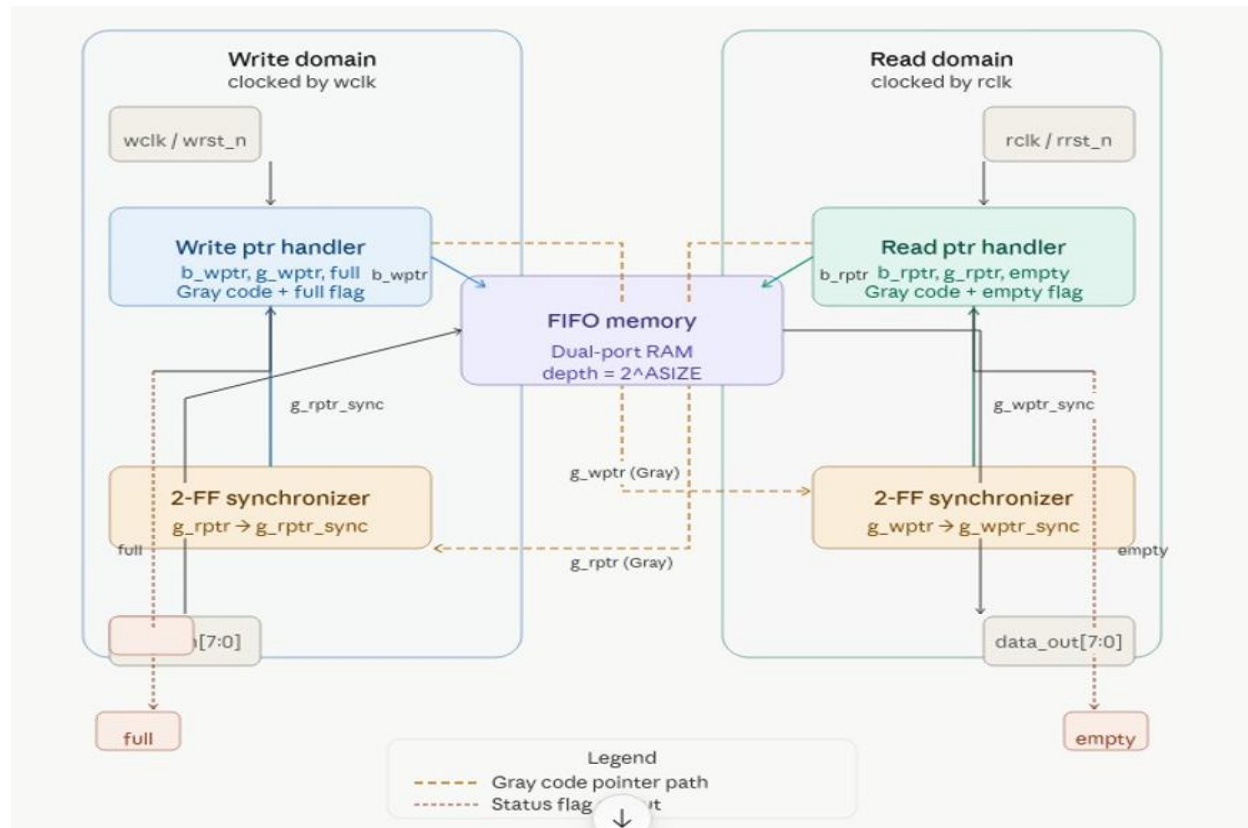 Write domain
clocked by wclk
Read domain
clocked by rclk
wclk / wrst_n
rclk / rrst_n
Write ptr handler
b_wptr, g_wptr, full
Gray code + full flag
b_wptr
Read ptr handler
b_rptr, g_rptr, empty
Gray code + empty flag
b_rptr
FIFO memory
Dual-port RAM
depth = 2^ASIZE
g_rptr_sync
g_wptr_sync
g_wptr (Gray)
2-FF synchronizer
g_rptr → g_rptr_sync
2-FF synchronizer
g_wptr → g_wptr_sync
full
empty
g_rptr (Gray)
[7:0]
data_out[7:0]
full
empty
Legend
Gray code pointer path
Status flag